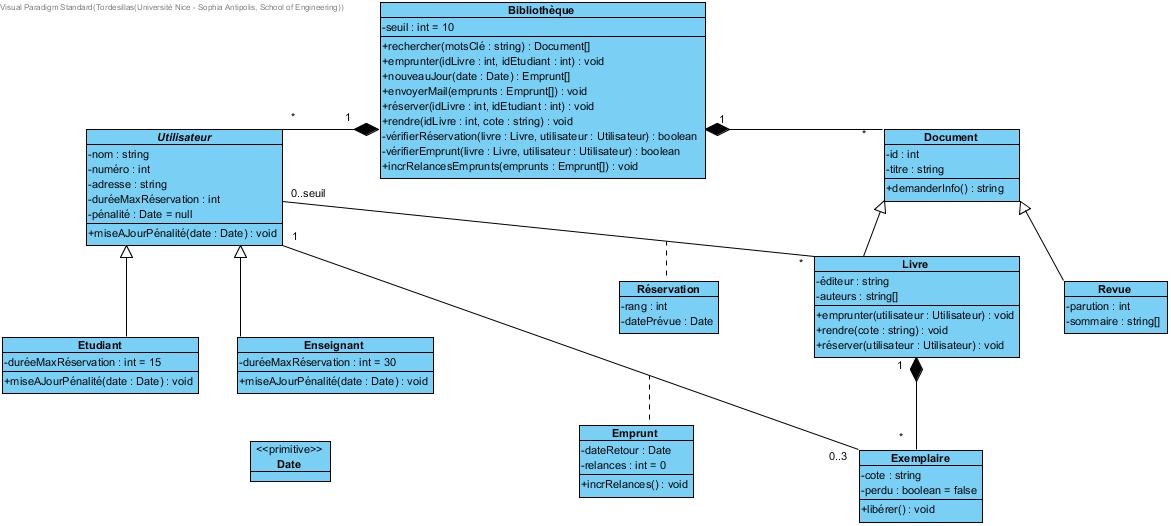 Visual Paradigm Standard(Tordesillas(Université Nice - Sophia Antipolis, School of Engineering))
Bibliothèque
-seuil : int = 10
+rechercher(motsClé : string) : Document[]
+emprunter(idLivre : int, idEtudiant : int) : void
+nouveauJour(date : Date) : Emprunt[]
+envoyerMail(emprunts : Emprunt[]) : void
+réserver(idLivre : int, idEtudiant : int) : void
+rendre(idLivre : int, cote : string) : void
-vérifierRéservation(livre : Livre, utilisateur : Utilisateur) : boolean
-vérifierEmprunt(livre : Livre, utilisateur : Utilisateur) : boolean
+incrRelancesEmprunts(emprunts : Emprunt[]) : void
*
1
1
*
Utilisateur
-nom : string
-numéro : int
-adresse : string
-duréeMaxRéservation : int
-pénalité : Date = null
+miseAJourPénalité(date : Date) : void
Document
-id : int
-titre : string
+demanderInfo() : string
0..seuil
1
*
Réservation
-rang : int
-datePrévue : Date
Livre
-éditeur : string
-auteurs : string[]
+emprunter(utilisateur : Utilisateur) : void
+rendre(cote : string) : void
+réserver(utilisateur : Utilisateur) : void
Revue
-parution : int
-sommaire : string[]
Etudiant
-duréeMaxRéservation : int = 15
+miseAJourPénalité(date : Date) : void
Enseignant
-duréeMaxRéservation : int = 30
+miseAJourPénalité(date : Date) : void
1
*
<<primitive>>
Date
Emprunt
-dateRetour : Date
-relances : int = 0
+incrRelances() : void
0..3
Exemplaire
-cote : string
-perdu : boolean = false
+libérer() : void